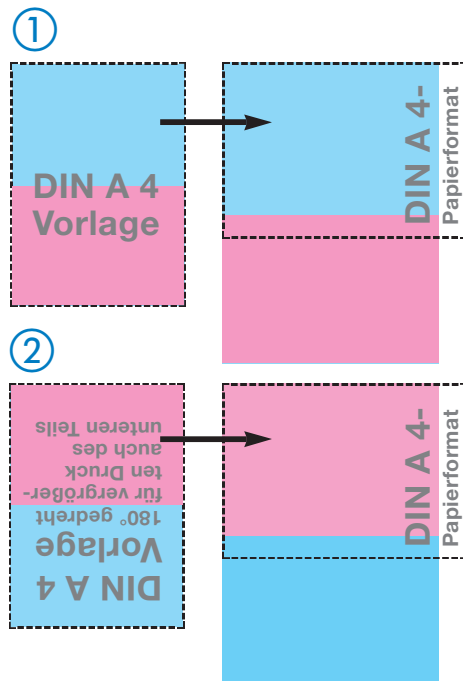 1
DIN A 4
Vorlage
DIN A 4-
Papierformat
2
DIN A 4
Vorlage
180° gedreht
für vergrößer-
ten Druck
auch des
unteren Teils
DIN A 4-
Papierformat